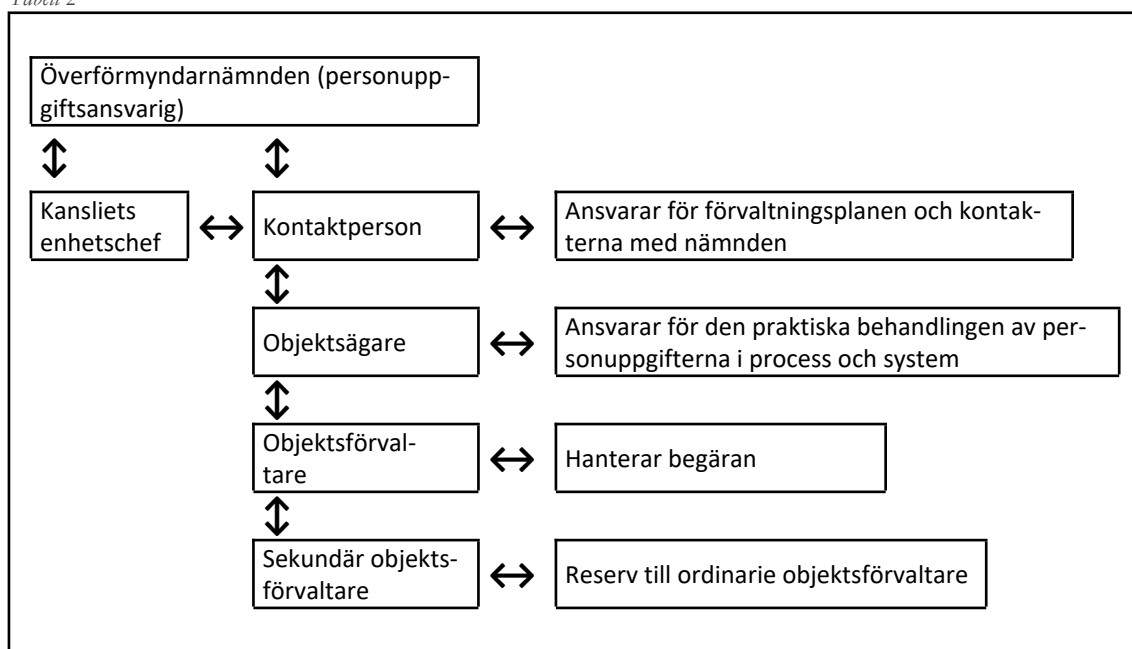 Tabell 2
Överförmyndarnämnden (personupp-
giftsansvarig)
Kansliets
enhetschef
Kontaktperson
Ansvarar för förvaltningsplanen och kontak-
terna med nämnden
Objektsägare
Ansvarar för den praktiska behandlingen av per-
sonuppgifterna i process och system
Objektsförval-
tare
Hanterar begäran
Sekundär objekts-
förvaltare
Reserv till ordinarie objektsförvaltare